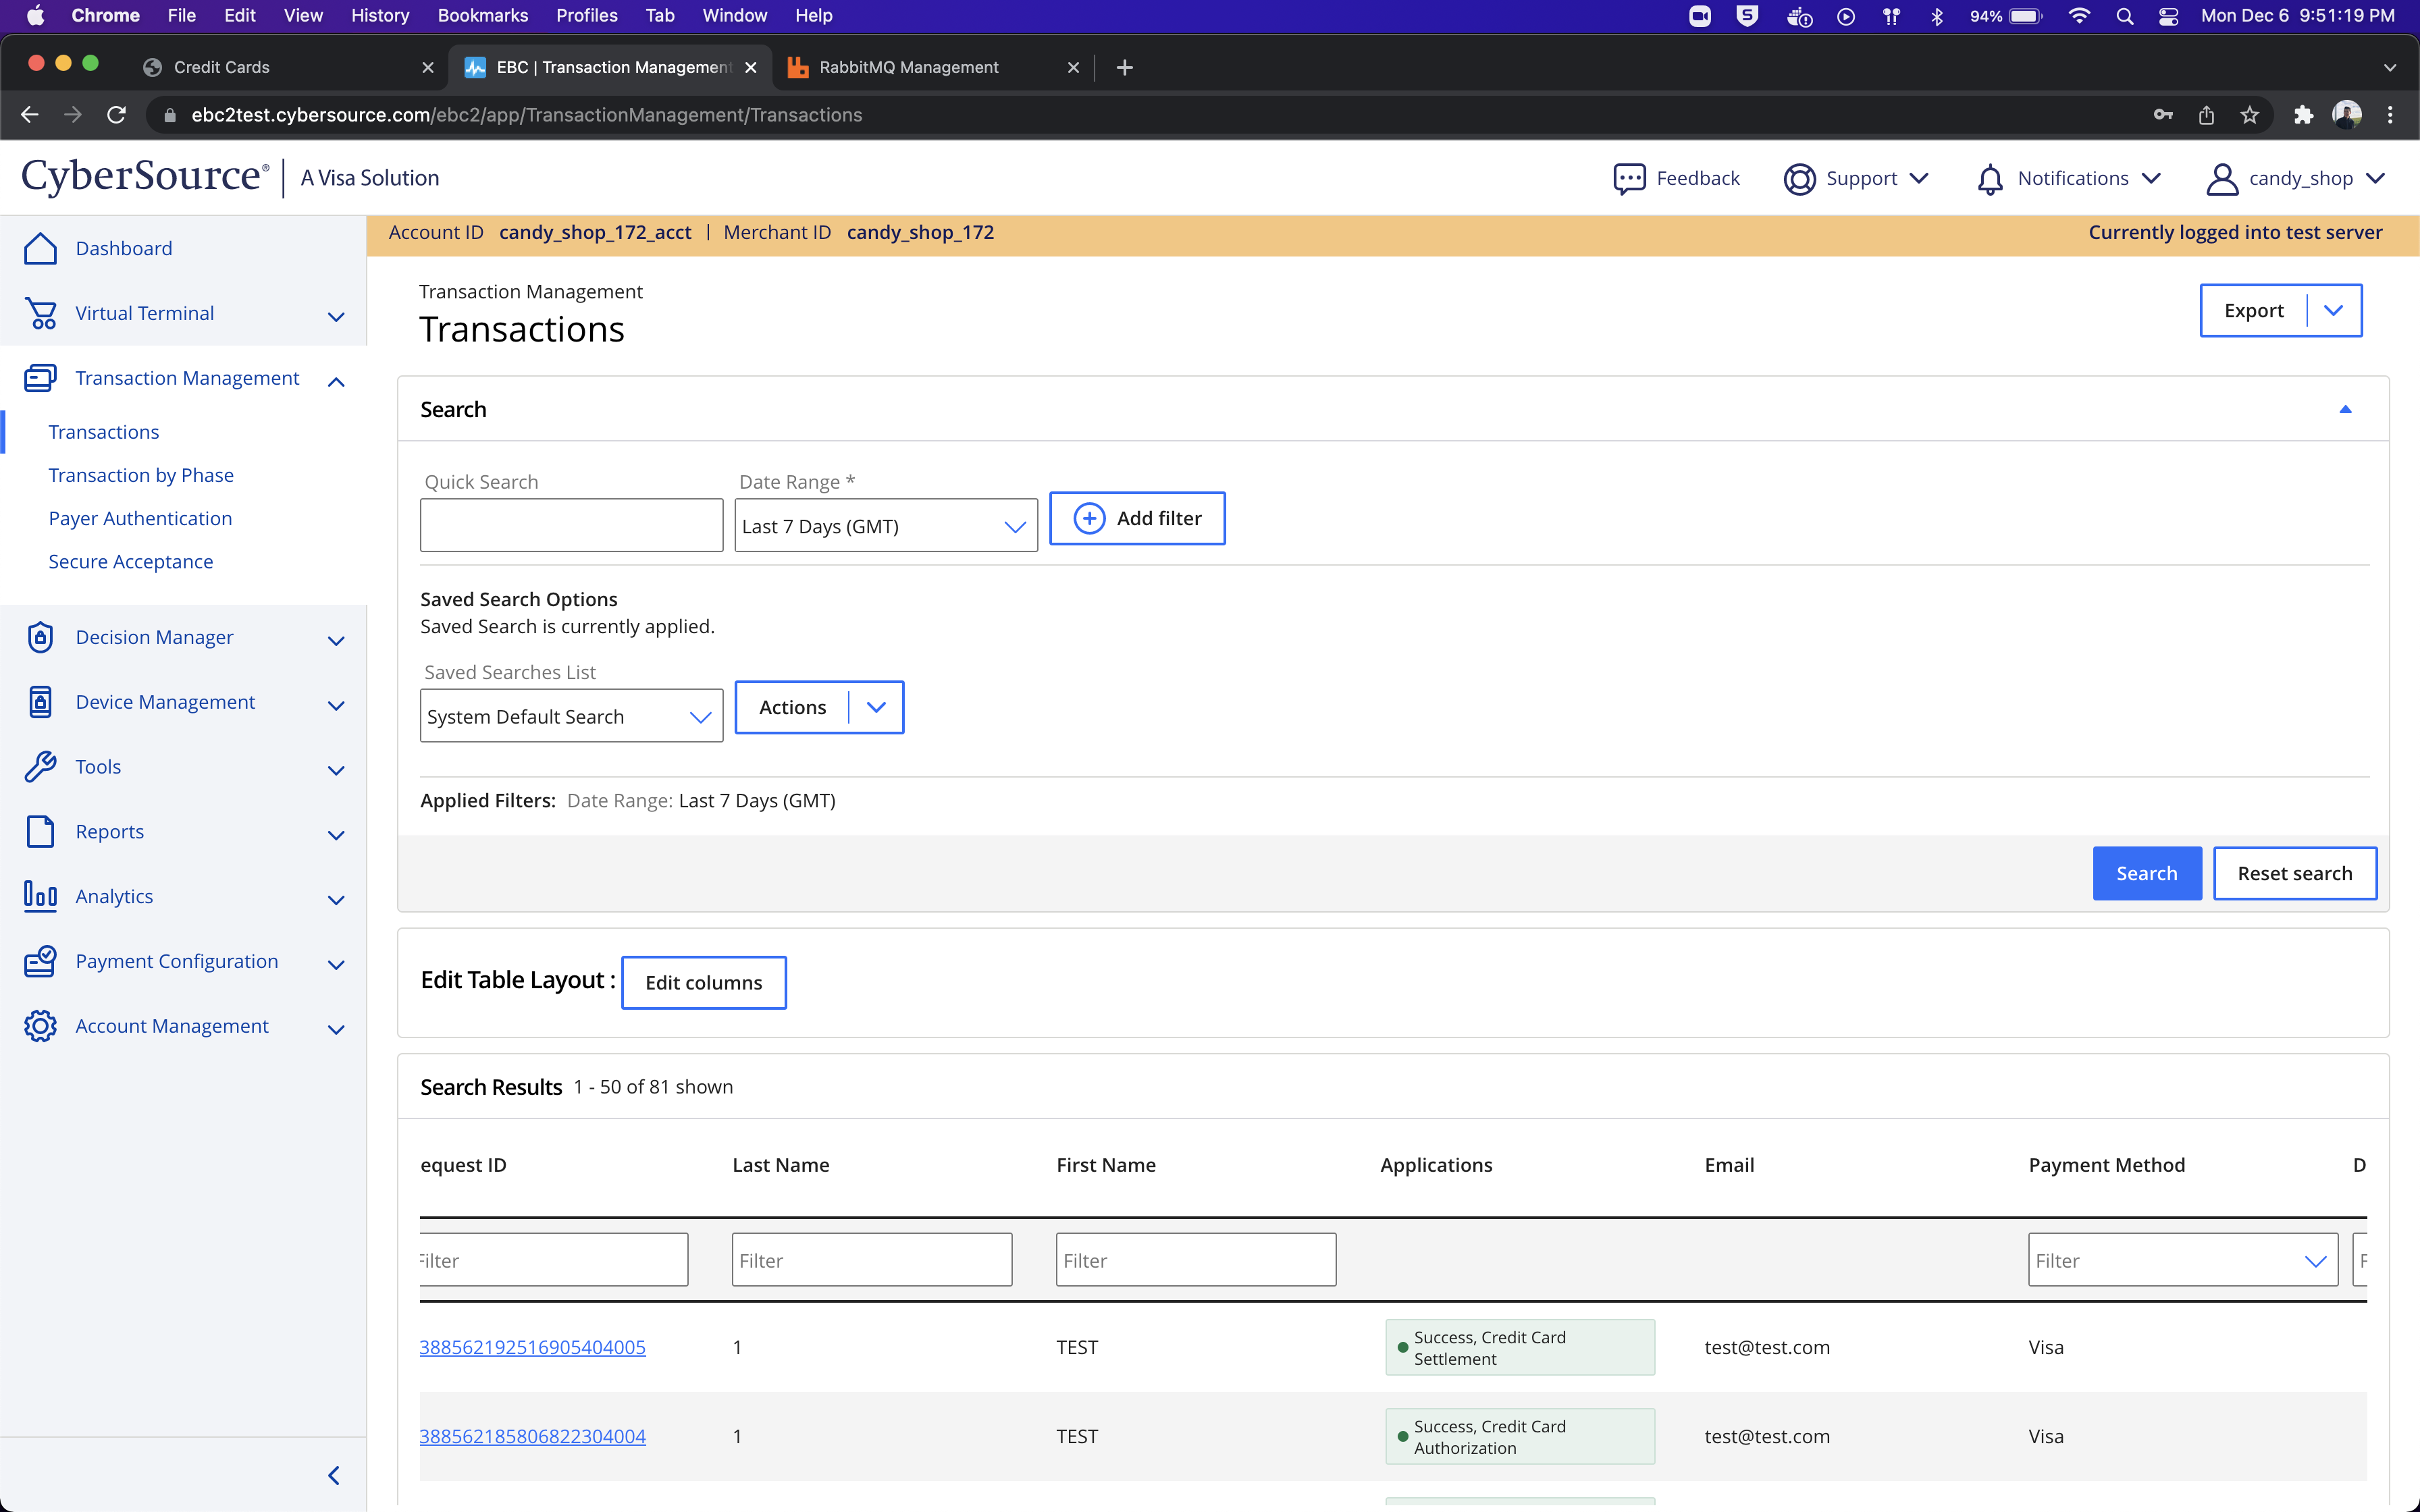 Chrome File Edit View History Bookmarks Profiles Tab Window Help 94% Mon Dec 6 9:51:19 PM
Credit Cards EBC | Transaction Management RabbitMQ Management
ebc2test.cybersource.com/ebc2/app/TransactionManagement/Transactions
CyberSource® A Visa Solution Feedback Support Notifications candy_shop
Account ID candy_shop_172_acct | Merchant ID candy_shop_172 Currently logged into test server
Dashboard
Virtual Terminal
Transaction Management
Transactions
Transaction by Phase
Payer Authentication
Secure Acceptance
Decision Manager
Device Management
Tools
Reports
Analytics
Payment Configuration
Account Management
Transaction Management
Transactions
Export
Search
Quick Search Date Range *
Last 7 Days (GMT) Add filter
Saved Search Options
Saved Search is currently applied.
Saved Searches List
System Default Search Actions
Applied Filters: Date Range: Last 7 Days (GMT)
Search Reset search
Edit Table Layout : Edit columns
Search Results 1 - 50 of 81 shown
equest ID Last Name First Name Applications Email Payment Method D
Filter Filter Filter Filter F
388562192516905404005 1 TEST Success, Credit Card Settlement test@test.com Visa
388562185806822304004 1 TEST Success, Credit Card Authorization test@test.com Visa